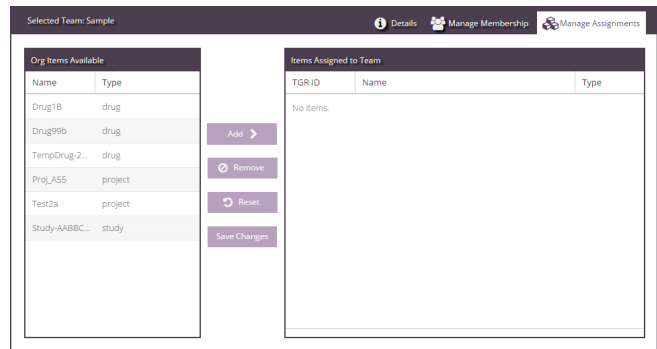 Selected Team: Sample
Details Manage Membership Manage Assignments
Org Items Available
Name Type
Drug1B drug
Drug99b drug
TempDrug-2... drug
Proj_A55 project
Test2a project
Study-AABBC... study
Add
Remove
Reset
Save Changes
Items Assigned to Team
TGR ID Name Type
No items.